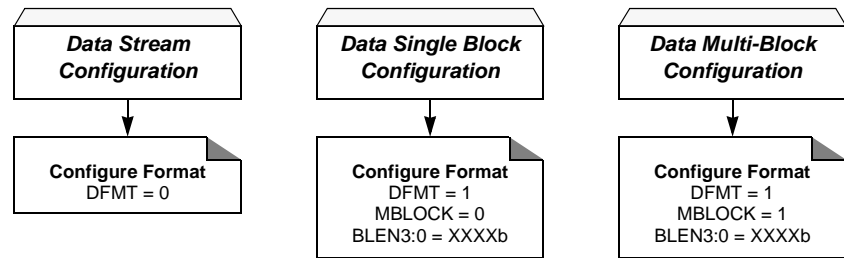 Data Stream
Configuration
Configure Format
DFMT = 0
Data Single Block
Configuration
Configure Format
DFMT = 1
MBLOCK = 0
BLEN3:0 = XXXXb
Data Multi-Block
Configuration
Configure Format
DFMT = 1
MBLOCK = 1
BLEN3:0 = XXXXb